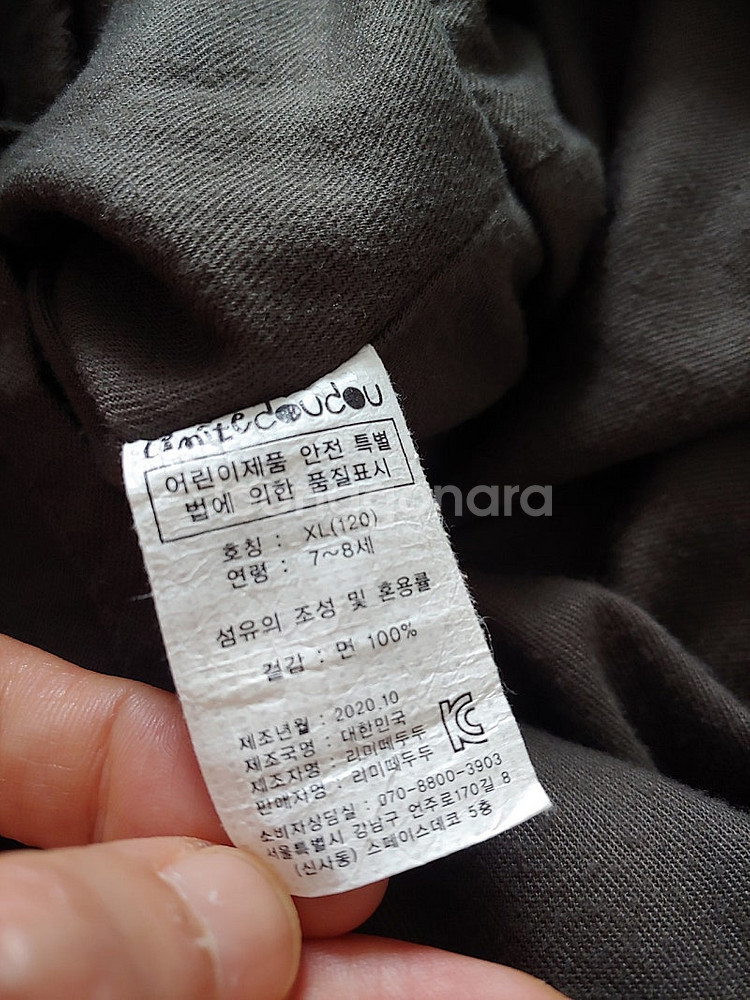 Limitedoudou
어린이제품 안전 특별
법에 의한 품질표시
호칭 : XL(120)
연령 : 7~8세
섬유의 조성 및 혼용률
겉감 : 면 100%
제조년월 : 2020.10
제조국명 : 대한민국
제조자명 : 리미떼두두
판매자명 : 리미떼두두
소비자상담실 : 070-8800-3903
서울특별시 강남구 언주로170길 8
(신사동) 스페이스데코 5층